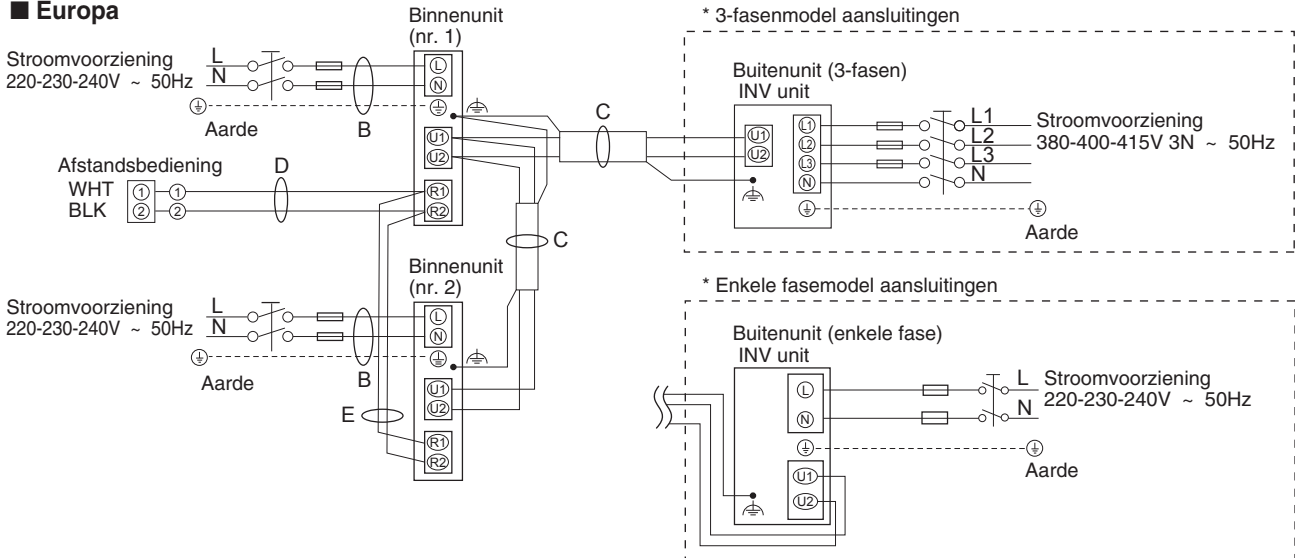 ■ Europa
Binnenunit
(nr. 1)
Stroomvoorziening
220-230-240V ~ 50Hz
L
N
Aarde
B
L
N
U1
U2
R1
R2
Afstandsbediening
WHT
BLK
1
2
1
2
D
C
C
Binnenunit
(nr. 2)
Stroomvoorziening
220-230-240V ~ 50Hz
L
N
Aarde
B
E
L
N
U1
U2
R1
R2
* 3-fasenmodel aansluitingen
Buitenunit (3-fasen)
INV unit
U1
U2
L1
L2
L3
N
L1
L2
L3
N
Stroomvoorziening
380-400-415V 3N ~ 50Hz
Aarde
* Enkele fasemodel aansluitingen
Buitenunit (enkele fase)
INV unit
L
N
U1
U2
L
N
Stroomvoorziening
220-230-240V ~ 50Hz
Aarde